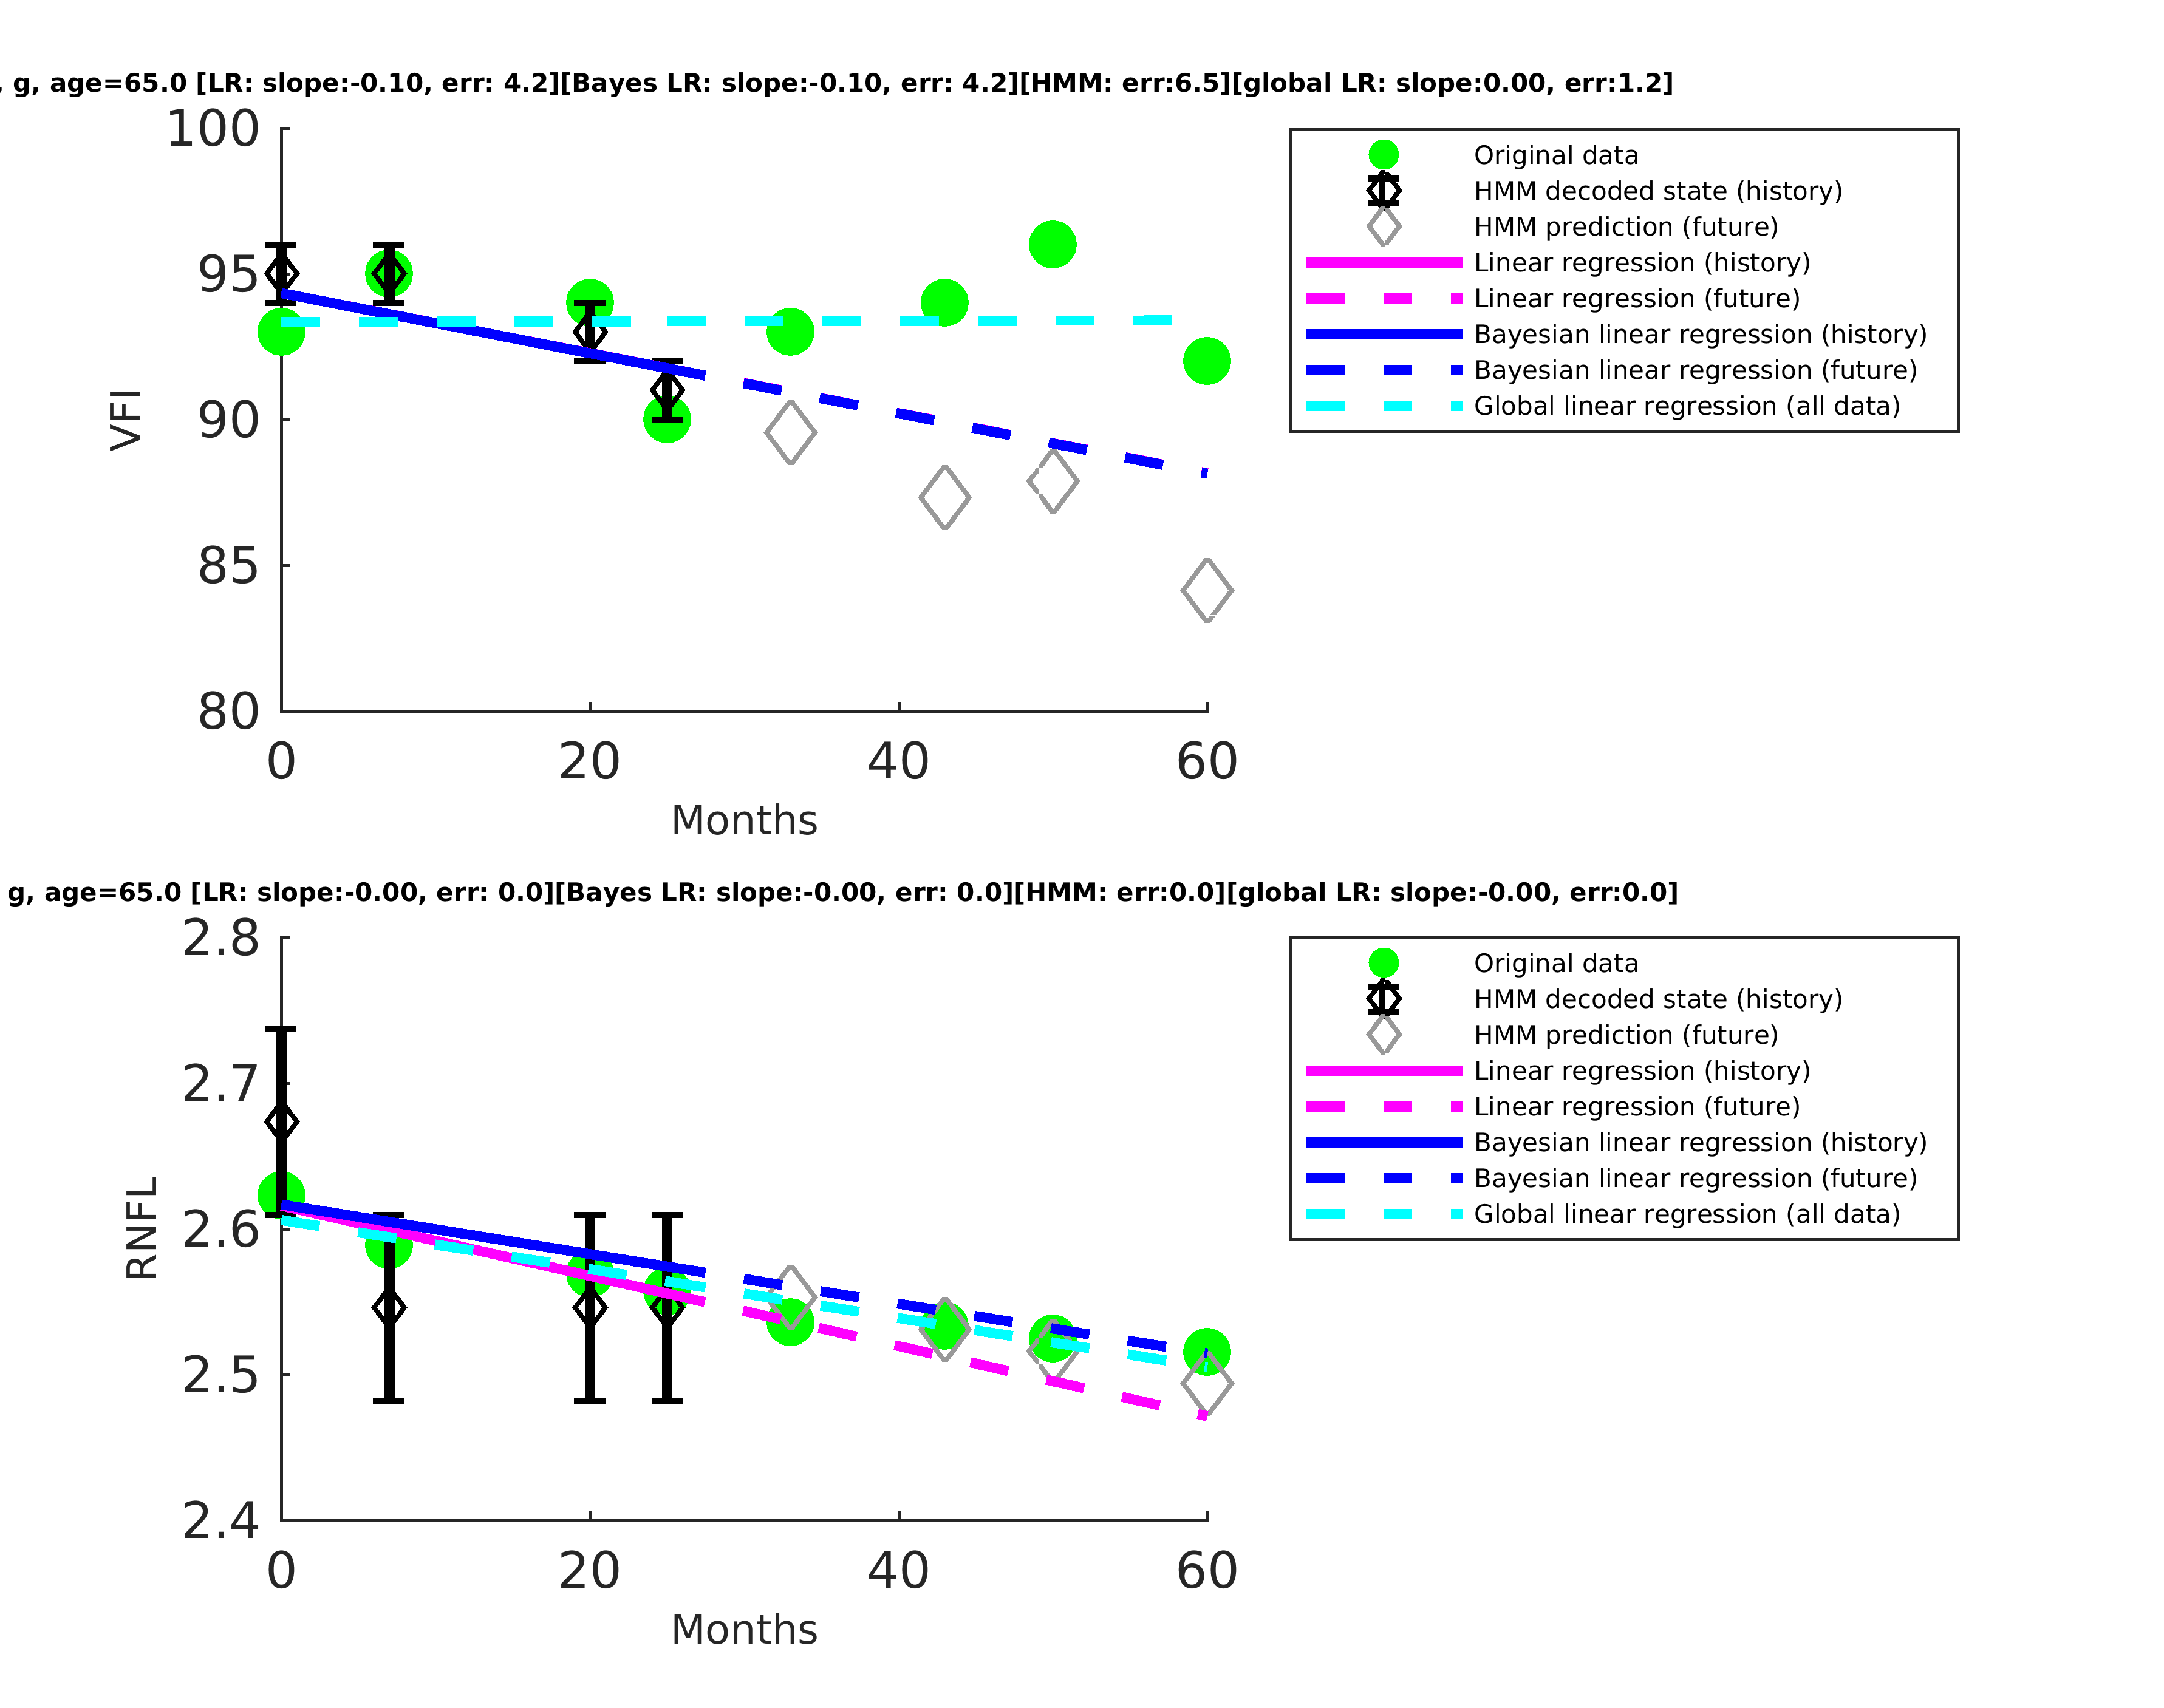 , g, age=65.0 [LR: slope:-0.10, err: 4.2][Bayes LR: slope:-0.10, err: 4.2][HMM: err:6.5][global LR: slope:0.00, err:1.2]
100
95
90
85
80
VFI
0 20 40 60
Months
Original data
HMM decoded state (history)
HMM prediction (future)
Linear regression (history)
Linear regression (future)
Bayesian linear regression (history)
Bayesian linear regression (future)
Global linear regression (all data)
g, age=65.0 [LR: slope:-0.00, err: 0.0][Bayes LR: slope:-0.00, err: 0.0][HMM: err:0.0][global LR: slope:-0.00, err:0.0]
2.8
2.7
2.6
2.5
2.4
RNFL
0 20 40 60
Months
Original data
HMM decoded state (history)
HMM prediction (future)
Linear regression (history)
Linear regression (future)
Bayesian linear regression (history)
Bayesian linear regression (future)
Global linear regression (all data)